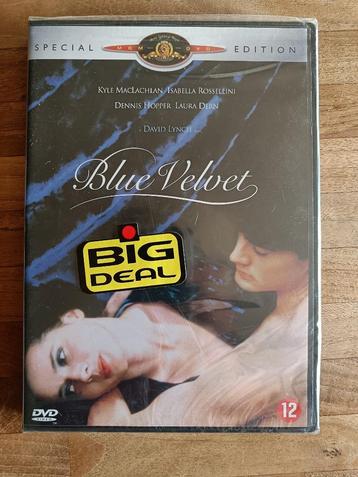 SPECIAL MGM DVD EDITION
KYLE MACLACHLAN ISABELLA ROSSELLINI
DENNIS HOPPER LAURA DERN
DAVID LYNCH
Blue Velvet
BIG
DEAL
DVD
VIDEO
12